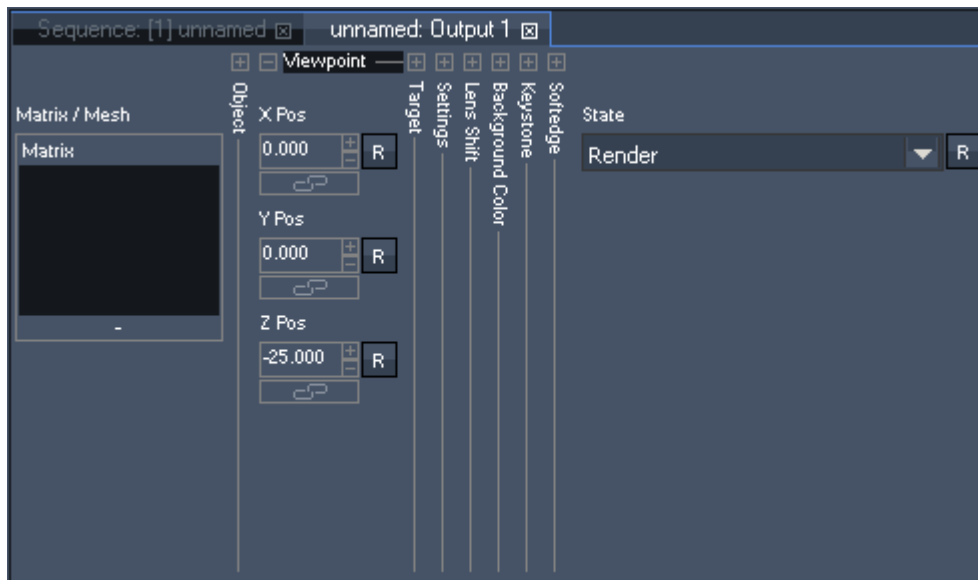 Sequence: [1] unnamed
unnamed: Output 1
Viewpoint
Object
Target
Settings
Lens Shift
Background Color
Keystone
Softedge
Matrix / Mesh
Matrix
-
X Pos
0.000
R
Y Pos
0.000
R
Z Pos
-25.000
R
State
Render
R